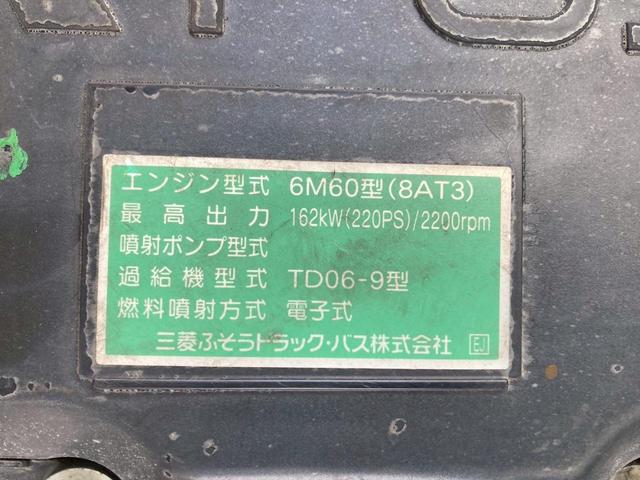 エンジン型式 6M60型(8AT3)
最高出力 162kW(220PS)/2200rpm
噴射ポンプ型式
過給機型式 TD06-9型
燃料噴射方式 電子式
三菱ふそうトラック・バス株式会社 EJ